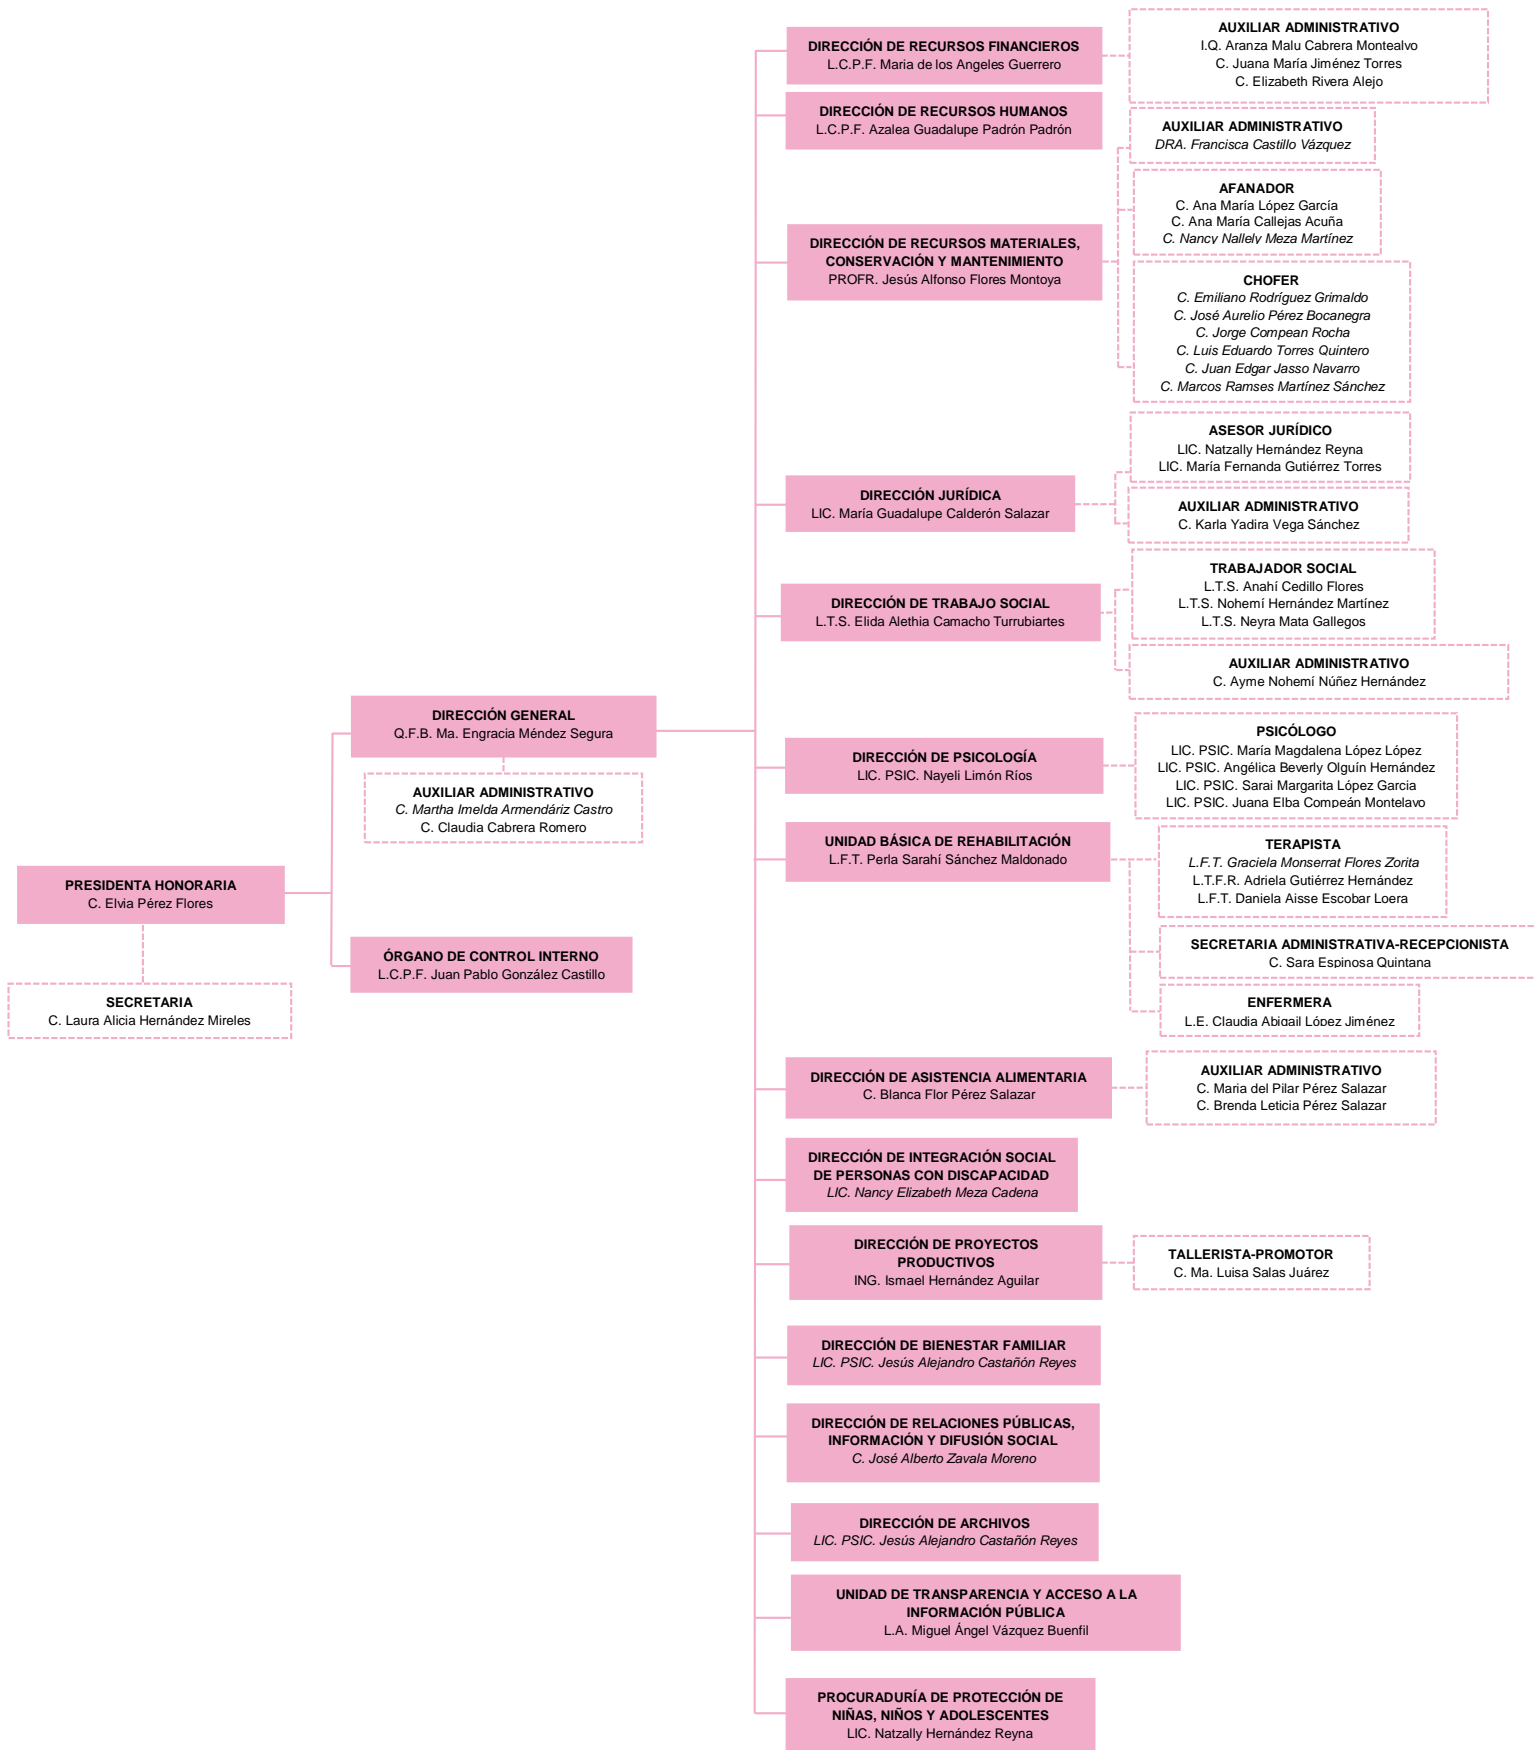 PRESIDENTA HONORARIA
C. Elvia Pérez Flores
SECRETARIA
C. Laura Alicia Hernández Mireles
DIRECCIÓN GENERAL
Q.F.B. Ma. Engracia Méndez Segura
AUXILIAR ADMINISTRATIVO
C. Martha Imelda Armendáriz Castro
C. Claudia Cabrera Romero
ÓRGANO DE CONTROL INTERNO
L.C.P.F. Juan Pablo González Castillo
DIRECCIÓN DE RECURSOS FINANCIEROS
L.C.P.F. Maria de los Angeles Guerrero
AUXILIAR ADMINISTRATIVO
I.Q. Aranza Malu Cabrera Montealvo
C. Juana María Jiménez Torres
C. Elizabeth Rivera Alejo
DIRECCIÓN DE RECURSOS HUMANOS
L.C.P.F. Azalea Guadalupe Padrón Padrón
DIRECCIÓN DE RECURSOS MATERIALES,
CONSERVACIÓN Y MANTENIMIENTO
PROFR. Jesús Alfonso Flores Montoya
AUXILIAR ADMINISTRATIVO
DRA. Francisca Castillo Vázquez
AFANADOR
C. Ana María López García
C. Ana María Callejas Acuña
C. Nancy Nallely Meza Martínez
CHOFER
C. Emiliano Rodríguez Grimaldo
C. José Aurelio Pérez Bocanegra
C. Jorge Compean Rocha
C. Luis Eduardo Torres Quintero
C. Juan Edgar Jasso Navarro
C. Marcos Ramses Martínez Sánchez
DIRECCIÓN JURÍDICA
LIC. María Guadalupe Calderón Salazar
ASESOR JURÍDICO
LIC. Natzally Hernández Reyna
LIC. María Fernanda Gutiérrez Torres
AUXILIAR ADMINISTRATIVO
C. Karla Yadira Vega Sánchez
DIRECCIÓN DE TRABAJO SOCIAL
L.T.S. Elida Alethia Camacho Turrubiartes
TRABAJADOR SOCIAL
L.T.S. Anahí Cedillo Flores
L.T.S. Nohemí Hernández Martínez
L.T.S. Neyra Mata Gallegos
AUXILIAR ADMINISTRATIVO
C. Ayme Nohemí Núñez Hernández
DIRECCIÓN DE PSICOLOGÍA
LIC. PSIC. Nayeli Limón Ríos
PSICÓLOGO
LIC. PSIC. María Magdalena López López
LIC. PSIC. Angélica Beverly Olguín Hernández
LIC. PSIC. Sarai Margarita López Garcia
LIC. PSIC. Juana Elba Compeán Montelavo
UNIDAD BÁSICA DE REHABILITACIÓN
L.F.T. Perla Sarahí Sánchez Maldonado
TERAPISTA
L.F.T. Graciela Monserrat Flores Zorita
L.T.F.R. Adriela Gutiérrez Hernández
L.F.T. Daniela Aisse Escobar Loera
SECRETARIA ADMINISTRATIVA-RECEPCIONISTA
C. Sara Espinosa Quintana
ENFERMERA
L.E. Claudia Abigail López Jiménez
DIRECCIÓN DE ASISTENCIA ALIMENTARIA
C. Blanca Flor Pérez Salazar
AUXILIAR ADMINISTRATIVO
C. Maria del Pilar Pérez Salazar
C. Brenda Leticia Pérez Salazar
DIRECCIÓN DE INTEGRACIÓN SOCIAL
DE PERSONAS CON DISCAPACIDAD
LIC. Nancy Elizabeth Meza Cadena
DIRECCIÓN DE PROYECTOS
PRODUCTIVOS
ING. Ismael Hernández Aguilar
TALLERISTA-PROMOTOR
C. Ma. Luisa Salas Juárez
DIRECCIÓN DE BIENESTAR FAMILIAR
LIC. PSIC. Jesús Alejandro Castañón Reyes
DIRECCIÓN DE RELACIONES PÚBLICAS,
INFORMACIÓN Y DIFUSIÓN SOCIAL
C. José Alberto Zavala Moreno
DIRECCIÓN DE ARCHIVOS
LIC. PSIC. Jesús Alejandro Castañón Reyes
UNIDAD DE TRANSPARENCIA Y ACCESO A LA
INFORMACIÓN PÚBLICA
L.A. Miguel Ángel Vázquez Buenfil
PROCURADURÍA DE PROTECCIÓN DE
NIÑAS, NIÑOS Y ADOLESCENTES
LIC. Natzally Hernández Reyna